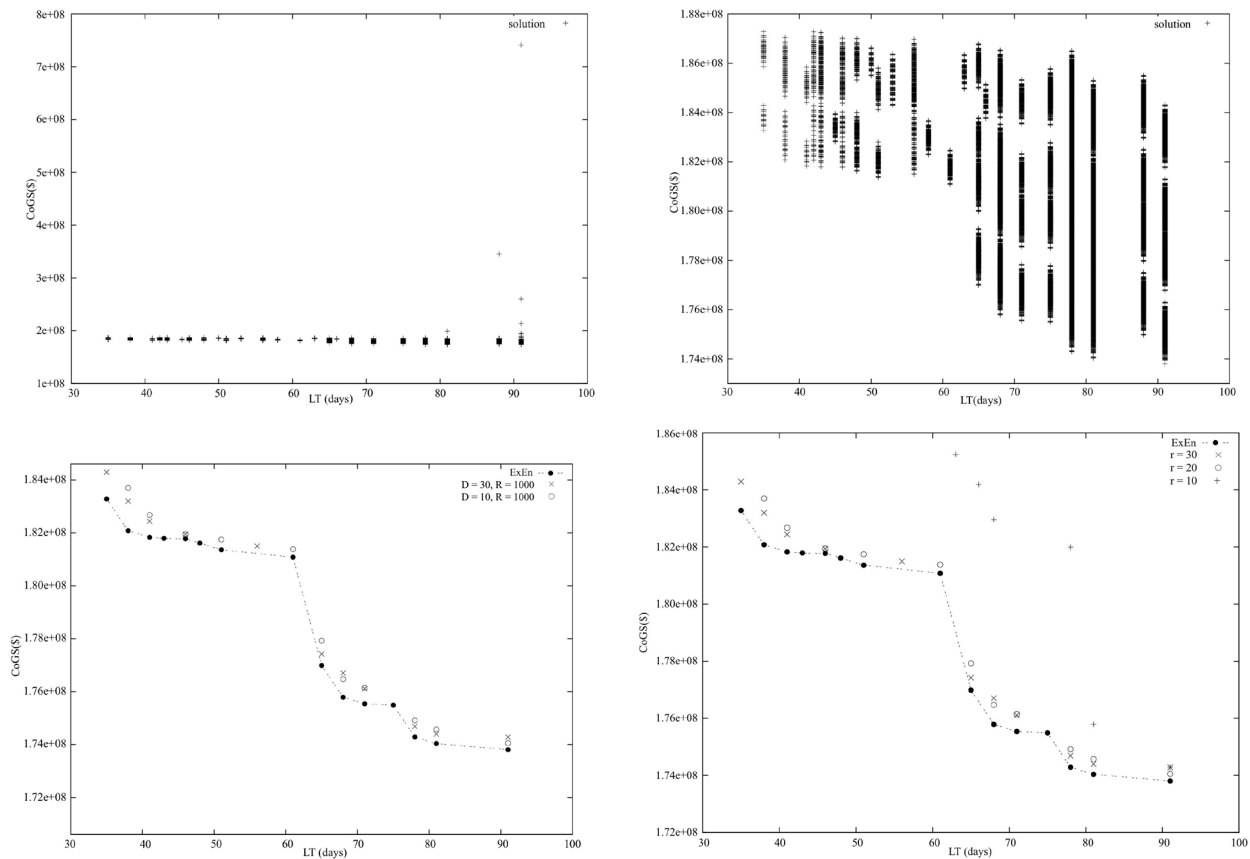 8e+08
7e+08
6e+08
5e+08
4e+08
3e+08
2e+08
1e+08
CoGS($)
solution
30 40 50 60 70 80 90 100
LT (days)
1.88e+08
1.86e+08
1.84e+08
1.82e+08
1.80e+08
1.78e+08
1.76e+08
1.74e+08
CoGS($)
solution
30 40 50 60 70 80 90 100
LT(days)
1.84e+08
1.82e+08
1.80e+08
1.78e+08
1.76e+08
1.74e+08
1.72e+08
CoGS($)
ExEn
D = 30, R = 1000
D = 10, R = 1000
30 40 50 60 70 80 90 100
LT (days)
1.86e+08
1.84e+08
1.82e+08
1.80e+08
1.78e+08
1.76e+08
1.74e+08
1.72e+08
CoGS($)
ExEn
r = 30
r = 20
r = 10
30 40 50 60 70 80 90 100
LT (days)